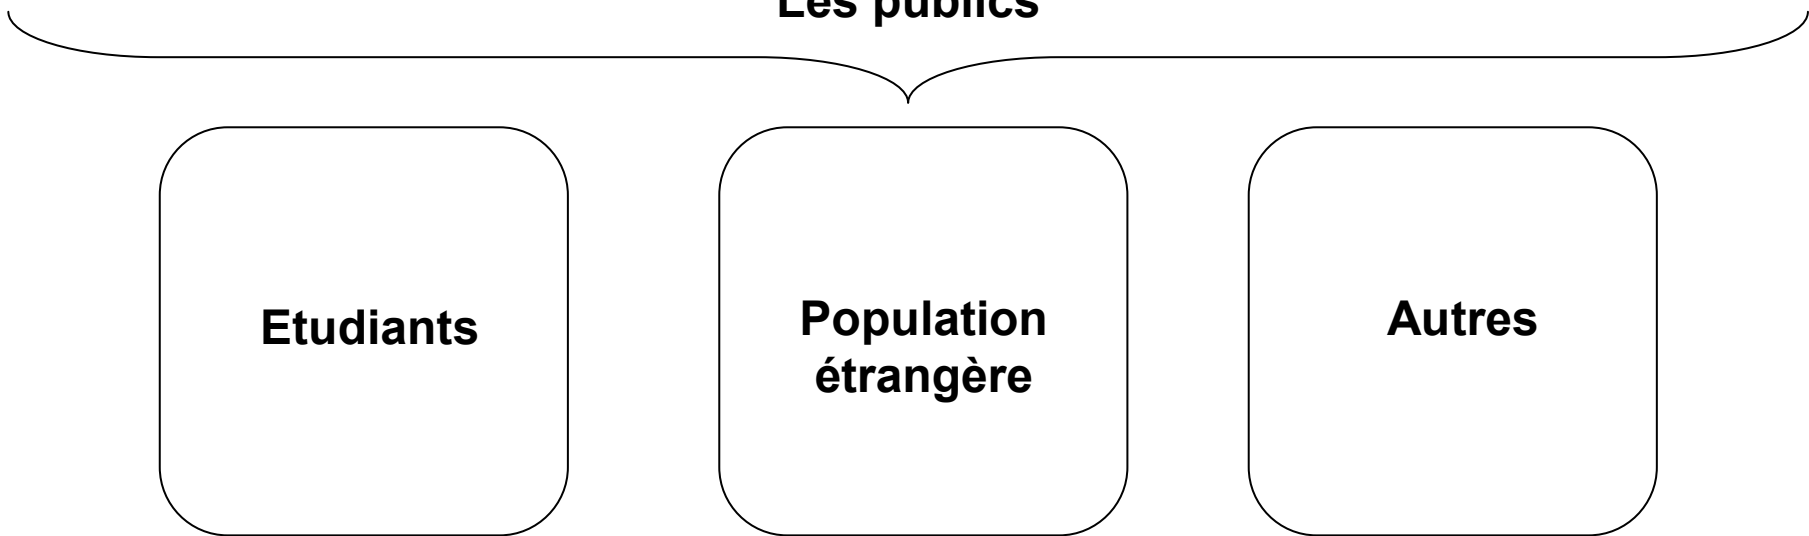 Les publics
Etudiants
Population
étrangère
Autres